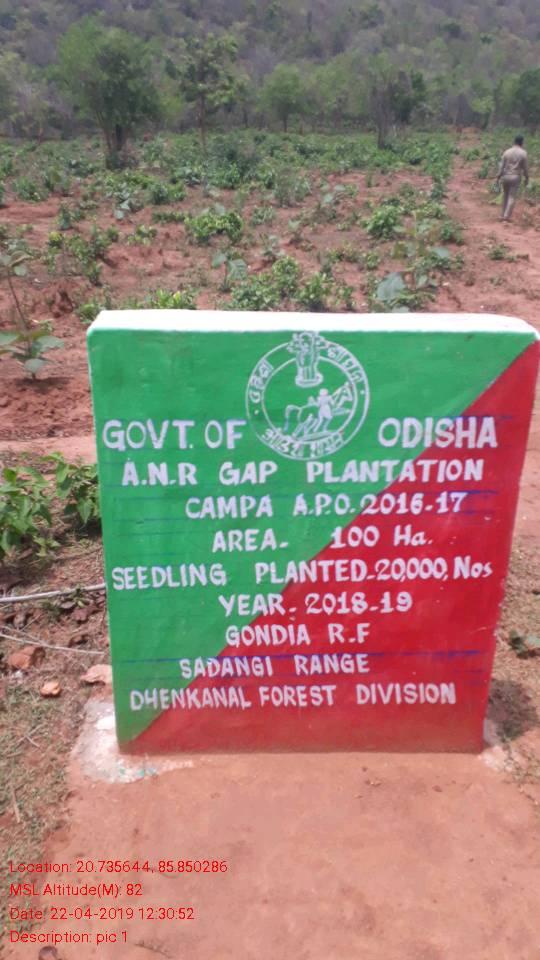 GOVT. OF ODISHA
A.N.R GAP PLANTATION
CAMPA A.P.O. 2016-17
AREA- 100 Ha.
SEEDLING PLANTED-20,000, Nos
YEAR- 2018-19
GONDIA R.F
SADANGI RANGE
DHENKANAL FOREST DIVISION
Location: 20.735644, 85.850286
MSL Altitude(M): 82
Date: 22-04-2019 12:30:52
Description: pic 1